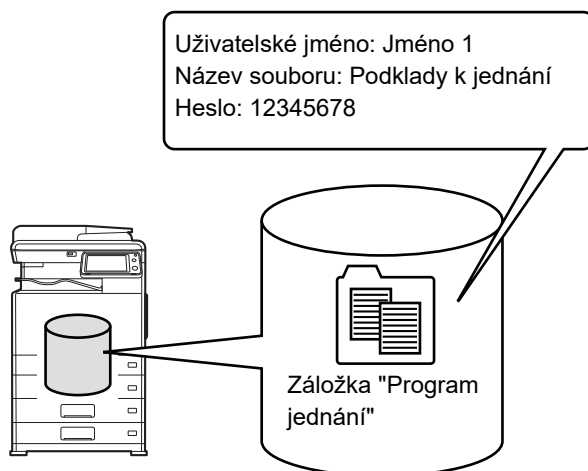 Uživatelské jméno: Jméno 1
Název souboru: Podklady k jednání
Heslo: 12345678
Záložka "Program
jednání"